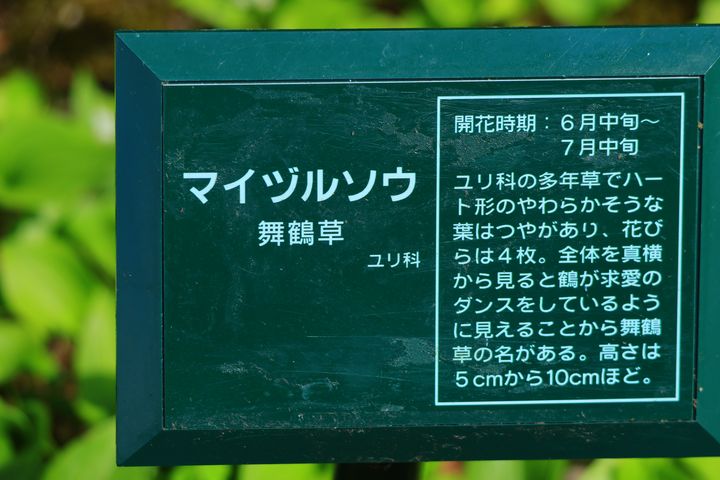 マイヅルソウ
舞鶴草
ユリ科
開花時期：６月中旬～
７月中旬
ユリ科の多年草でハー
ト形のやわらかそうな
葉はつやがあり、花び
らは４枚。全体を真横
から見ると鶴が求愛の
ダンスをしているよう
に見えることから舞鶴
草の名がある。高さは
５cmから10cmほど。